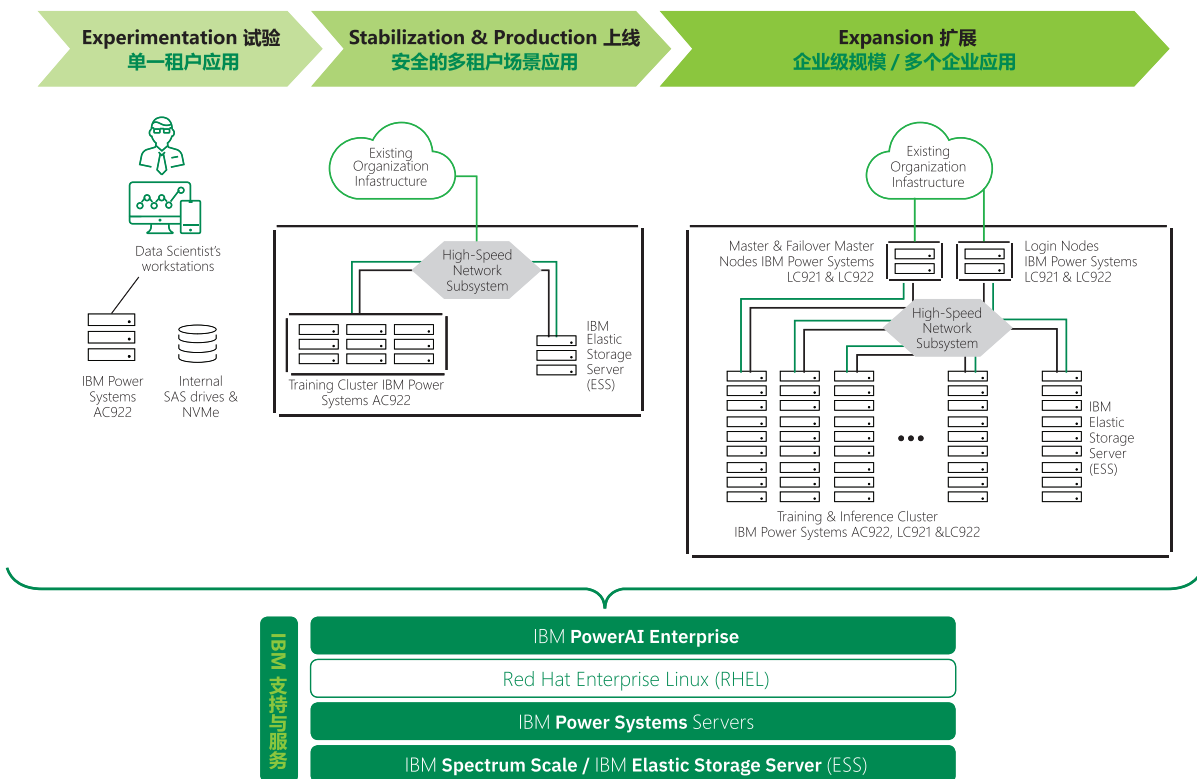 Experimentation 试验
单一租户应用
Stabilization & Production 上线
安全的多租户场景应用
Expansion 扩展
企业级规模 / 多个企业应用
Data Scientist's
workstations
IBM Power
Systems
AC922
Internal
SAS drives &
NVMe
Existing
Organization
Infastructure
High-Speed
Network
Subsystem
Training Cluster IBM Power
Systems AC922
IBM
Elastic
Storage
Server
(ESS)
Existing
Organization
Infastructure
Master & Failover Master
Nodes IBM Power Systems
LC921 & LC922
Login Nodes
IBM Power Systems
LC921 & LC922
High-Speed
Network
Subsystem
IBM
Elastic
Storage
Server
(ESS)
Training & Inference Cluster
IBM Power Systems AC922, LC921 &LC922
IBM 支持与服务
IBM PowerAI Enterprise
Red Hat Enterprise Linux (RHEL)
IBM Power Systems Servers
IBM Spectrum Scale / IBM Elastic Storage Server (ESS)